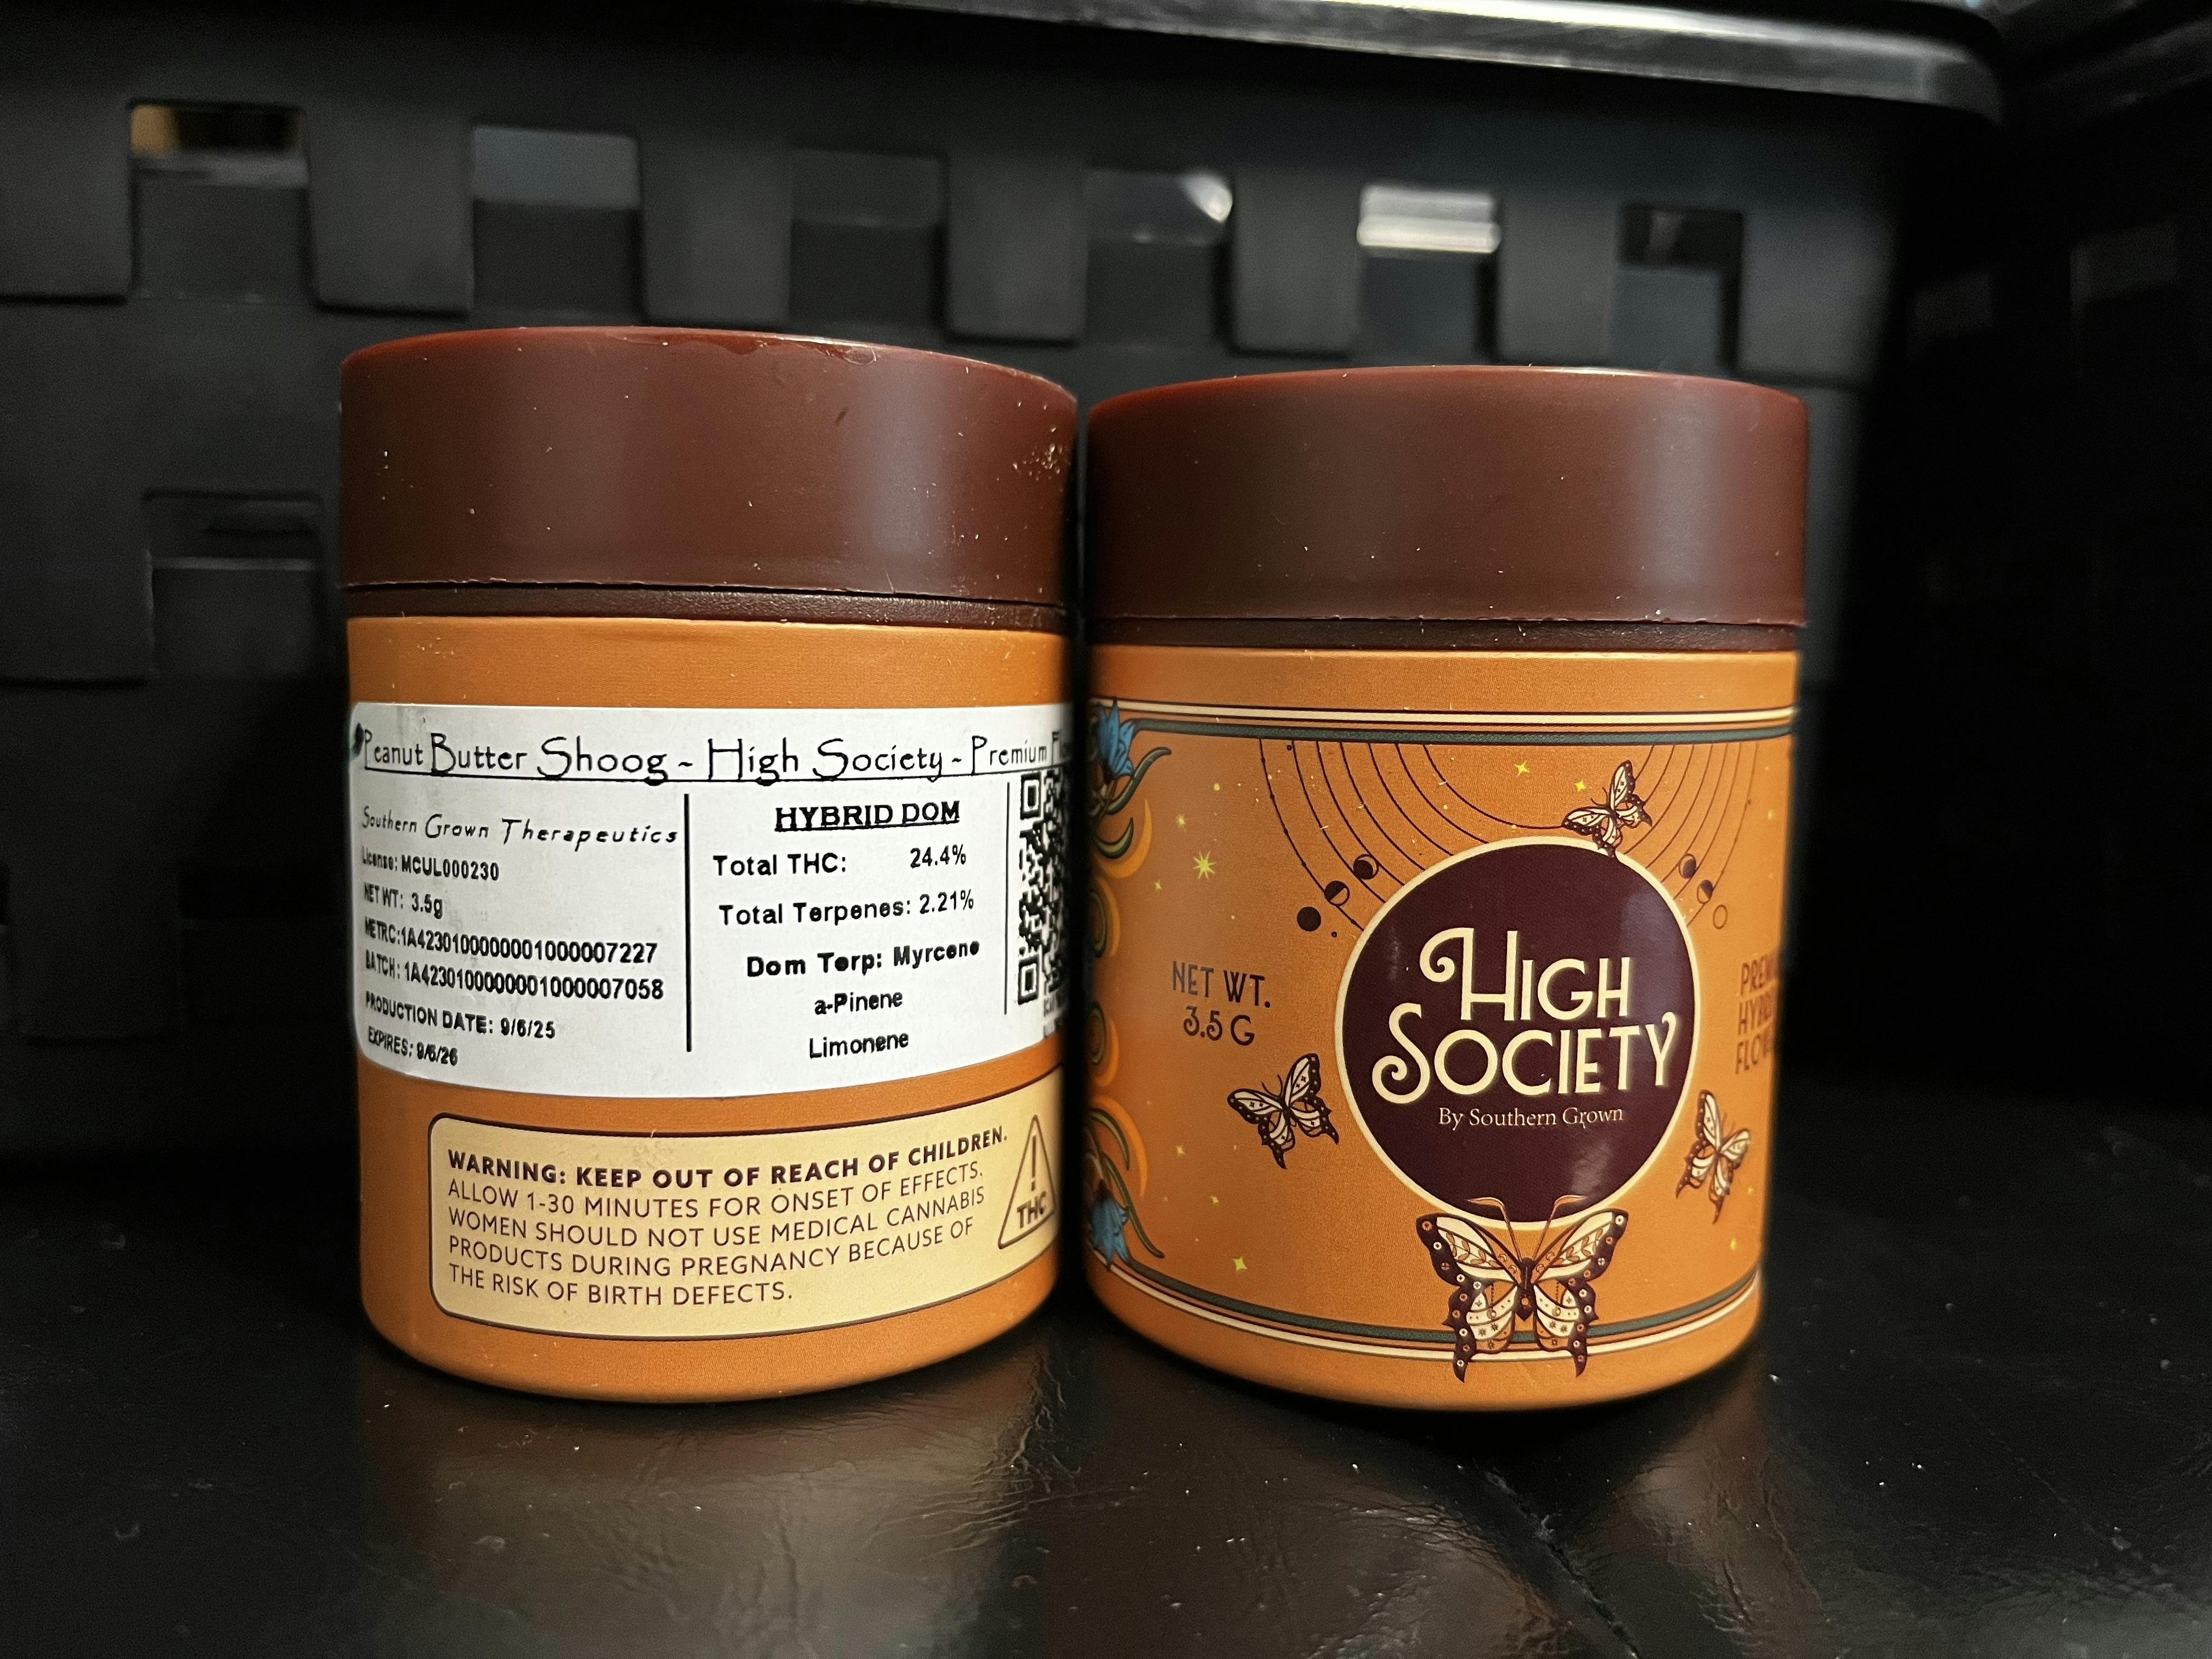 Peanut Butter Shoog ~ High Society ~ Premium
Southern Grown Therapeutics
License: MCUL000230
NET WT: 3.5g
METRC:1A4230100000001000007227
BATCH: 1A4230100000001000007058
PRODUCTION DATE: 9/6/25
EXPIRES: 9/6/26
HYBRID DOM
Total THC: 24.4%
Total Terpenes: 2.21%
Dom Terp: Myrcene
a-Pinene
Limonene
WARNING: KEEP OUT OF REACH OF CHILDREN.
ALLOW 1-30 MINUTES FOR ONSET OF EFFECTS.
WOMEN SHOULD NOT USE MEDICAL CANNABIS
PRODUCTS DURING PREGNANCY BECAUSE OF
THE RISK OF BIRTH DEFECTS.
!
THC
NET WT.
3.5 G
HIGH
SOCIETY
By Southern Grown